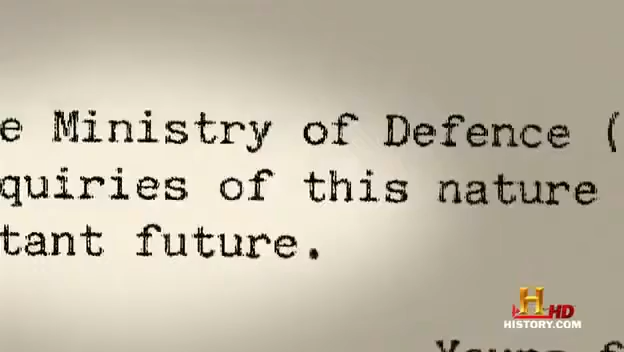 e Ministry of Defence (
quiries of this nature
tant future.
H HD
HISTORY.COM